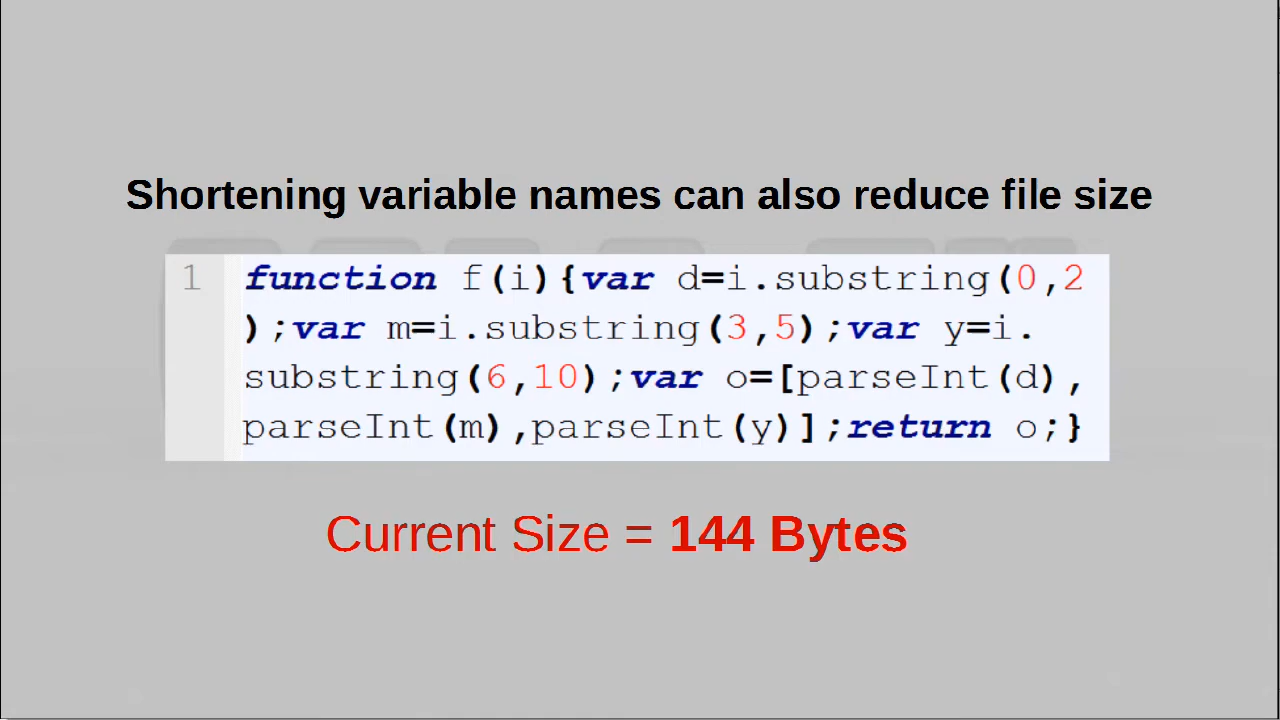 Shortening variable names can also reduce file size
1 function f(i){var d=i.substring(0,2
);var m=i.substring(3,5);var y=i.
substring(6,10);var o=[parseInt(d),
parseInt(m),parseInt(y)];return o;}
Current Size = 144 Bytes